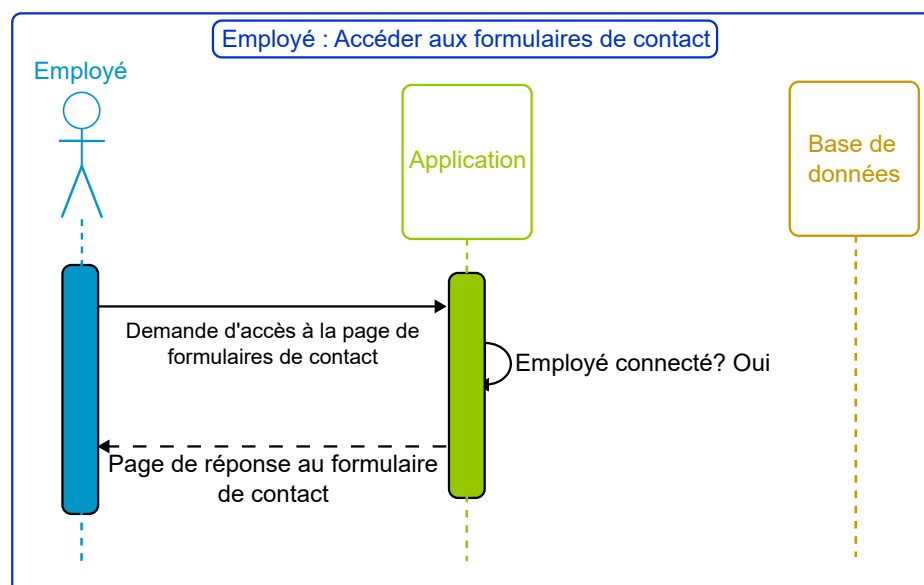 Employé : Accéder aux formulaires de contact
Employé
Application
Base de
données
Demande d'accès à la page de
formulaires de contact
Employé connecté? Oui
Page de réponse au formulaire
de contact